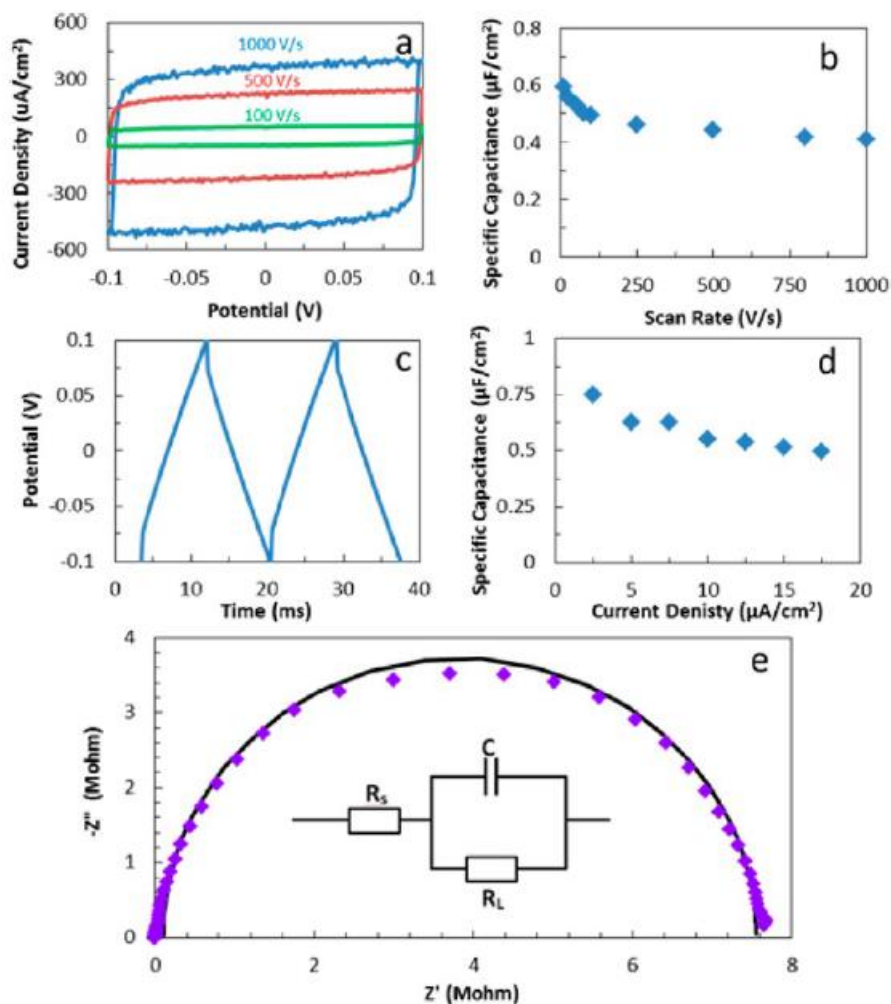 a
1000 V/s
500 V/s
100 V/s
600
300
0
-300
-600
Current Density (uA/cm²)
-0.1
-0.05
0
0.05
0.1
Potential (V)
b
0.8
0.6
0.4
0.2
0
Specific Capacitance (µF/cm²)
0
250
500
750
1000
Scan Rate (V/s)
c
0.1
0.05
0
-0.05
-0.1
Potential (V)
0
10
20
30
40
Time (ms)
d
1
0.75
0.5
0.25
0
Specific Capacitance (µF/cm²)
0
5
10
15
20
Current Denisty (µA/cm²)
e
4
3
2
1
0
-Z" (Mohm)
C
Rs
RL
0
2
4
6
8
Z' (Mohm)